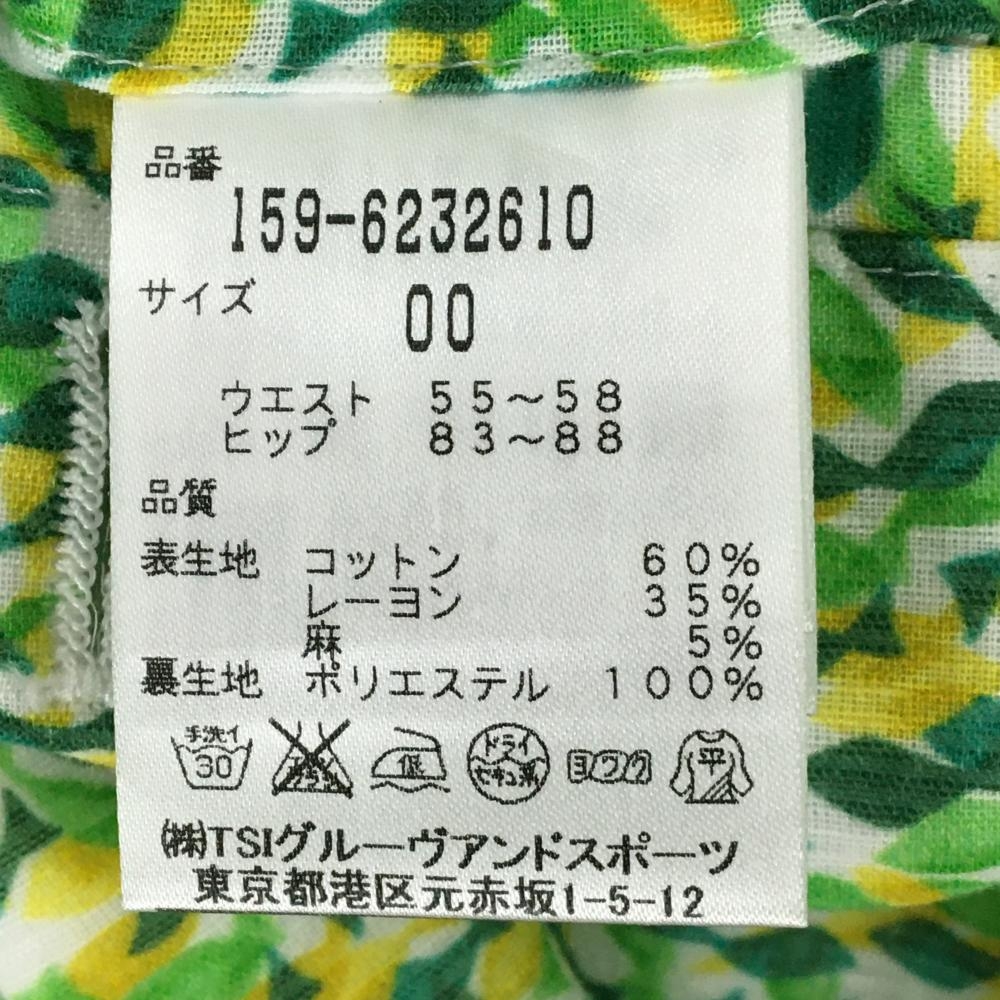 品番
159-6232610
サイズ 00
ウエスト 55～58
ヒップ 83～88
品質
表生地 コットン 60%
レーヨン 35%
麻 5%
裏生地 ポリエステル 100%
手洗イ 30 低 ドライ セキユ系 ヨワク 平
㈱TSIグルーヴアンドスポーツ
東京都港区元赤坂1-5-12